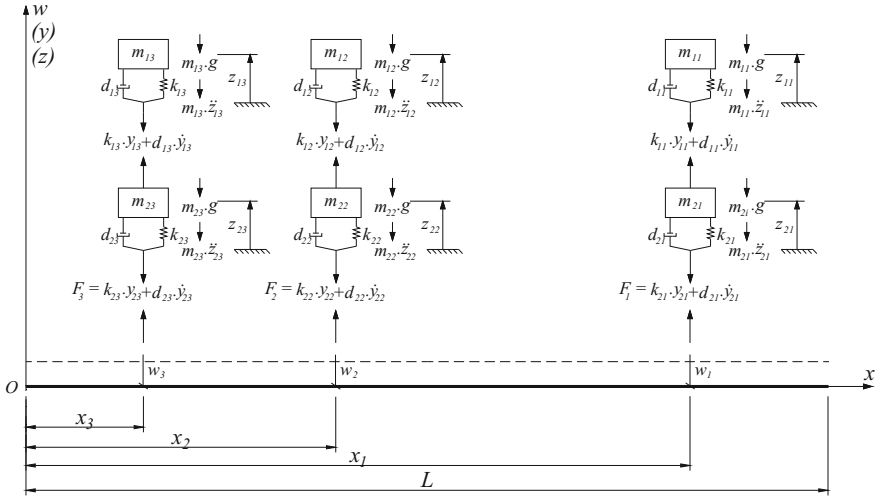 w
(y)
(z)
m₁₃ m₁₃.g z₁₃ m₁₂ m₁₂.g z₁₂ m₁₁ m₁₁.g z₁₁
d₁₃ k₁₃ m₁₃.z̈₁₃ d₁₂ k₁₂ m₁₂.z̈₁₂ d₁₁ k₁₁ m₁₁.z̈₁₁
k₁₃.y₁₃+d₁₃.ẏ₁₃ k₁₂.y₁₂+d₁₂.ẏ₁₂ k₁₁.y₁₁+d₁₁.ẏ₁₁
m₂₃ m₂₃.g z₂₃ m₂₂ m₂₂.g z₂₂ m₂₁ m₂₁.g z₂₁
d₂₃ k₂₃ m₂₃.z̈₂₃ d₂₂ k₂₂ m₂₂.z̈₂₂ d₂₁ k₂₁ m₂₁.z̈₂₁
F₃ = k₂₃.y₂₃+d₂₃.ẏ₂₃ F₂ = k₂₂.y₂₂+d₂₂.ẏ₂₂ F₁ = k₂₁.y₂₁+d₂₁.ẏ₂₁
w₃ w₂ w₁
O x
x₃
x₂
x₁
L